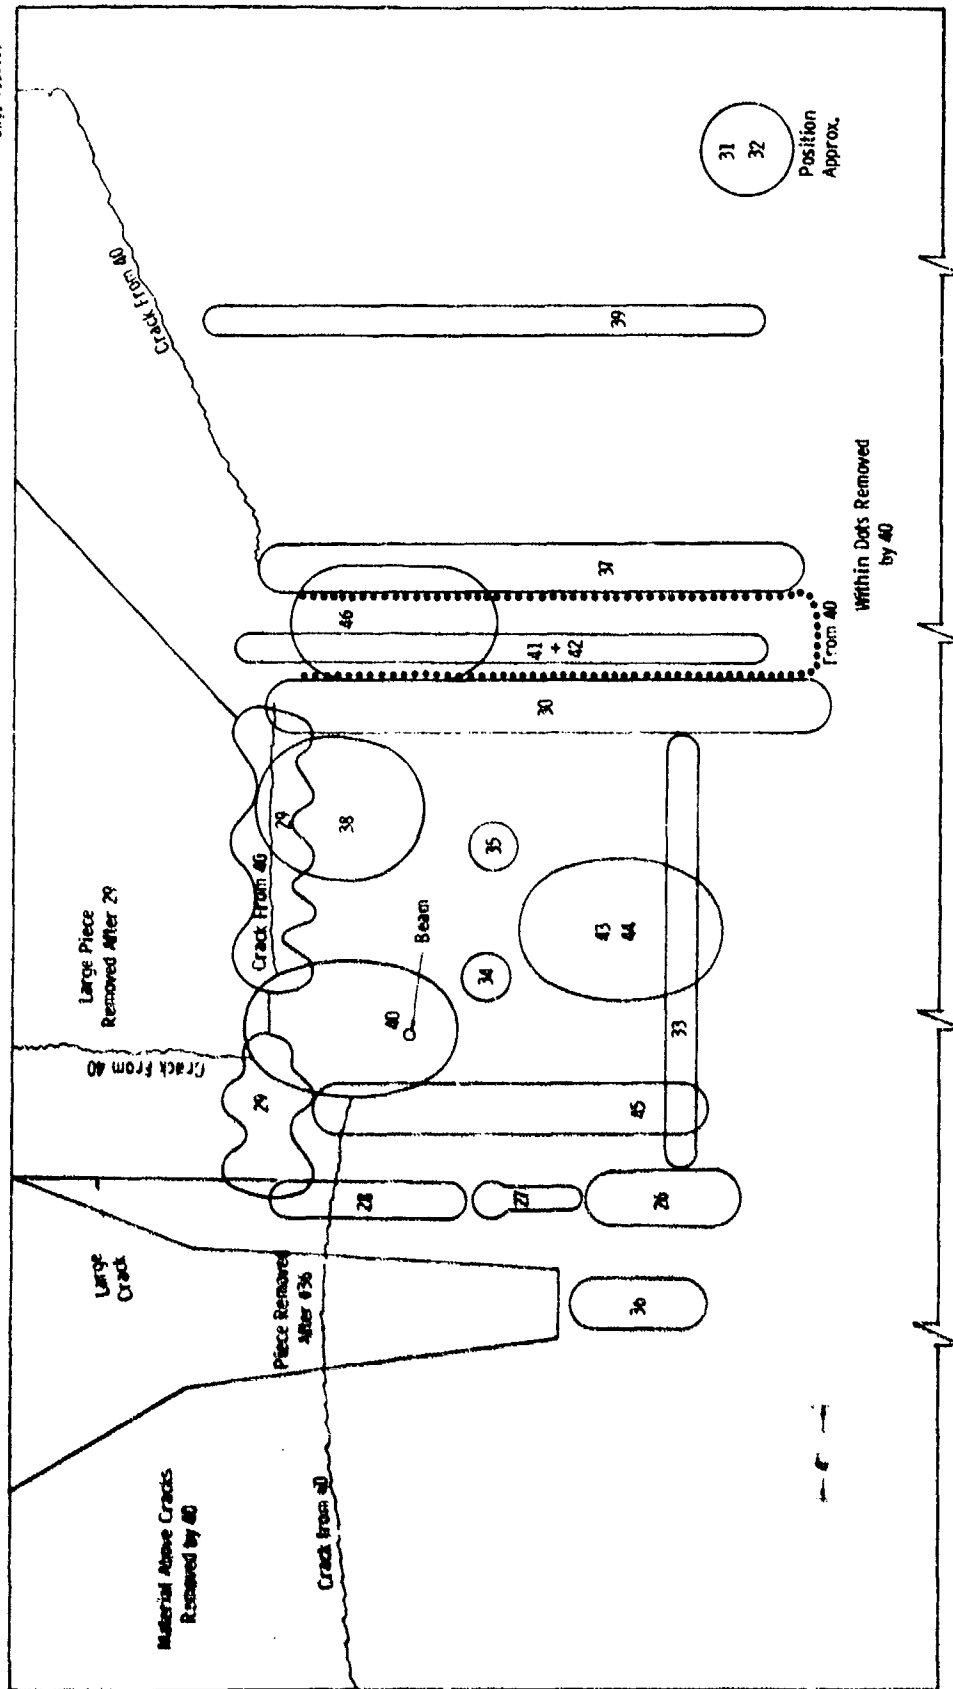 Material Above Cracks
Removed by 40
Large
Crack
Large Piece
Removed After 29
Crack From 40
Crack From 40
Piece Removed
After #36
Crack From 40
Crack From 40
29
29
28
27
26
36
40
Beam
38
34
35
43
44
33
45
30
46
41
+
42
37
39
From 40
Within Dots Removed
by 40
31
32
Position
Approx.